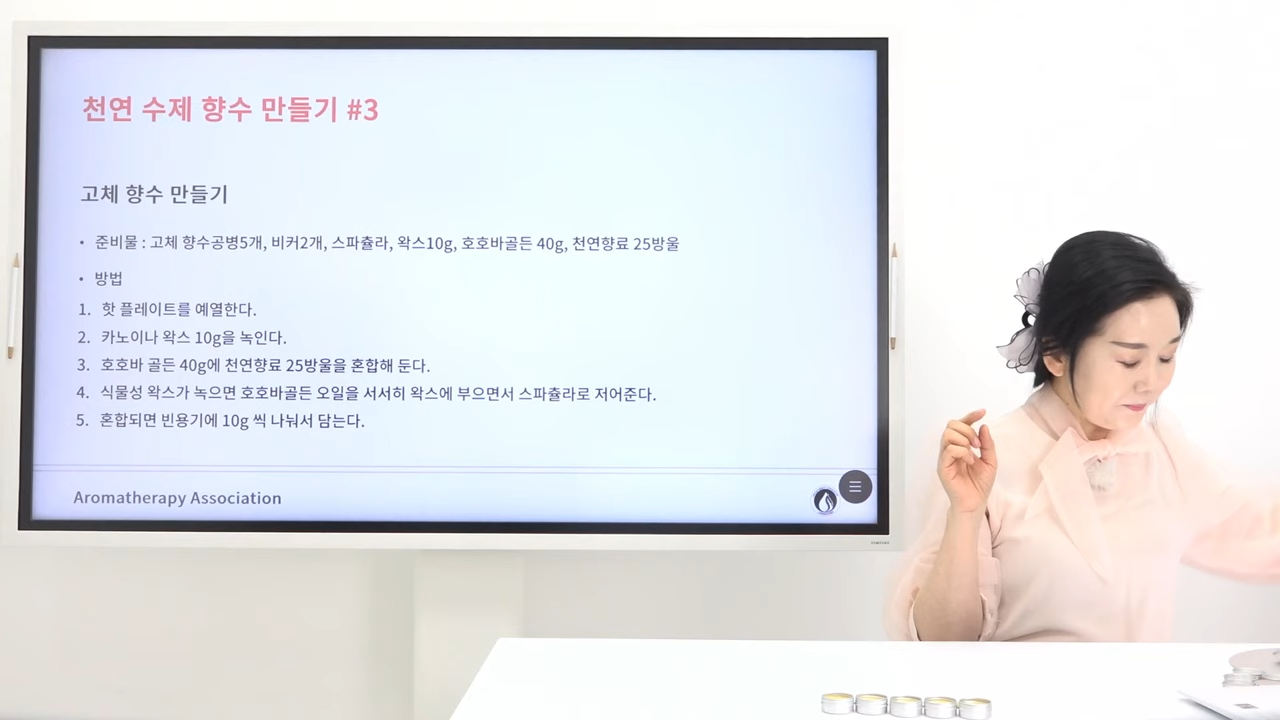 천연 수제 향수 만들기 #3
고체 향수 만들기
• 준비물 : 고체 향수공병5개, 비커2개, 스파츌라, 왁스10g, 호호바골든 40g, 천연향료 25방울
• 방법
1. 핫 플레이트를 예열한다.
2. 카노이나 왁스 10g을 녹인다.
3. 호호바 골든 40g에 천연향료 25방울을 혼합해 둔다.
4. 식물성 왁스가 녹으면 호호바골든 오일을 서서히 왁스에 부으면서 스파츌라로 저어준다.
5. 혼합되면 빈용기에 10g 씩 나눠서 담는다.
Aromatherapy Association